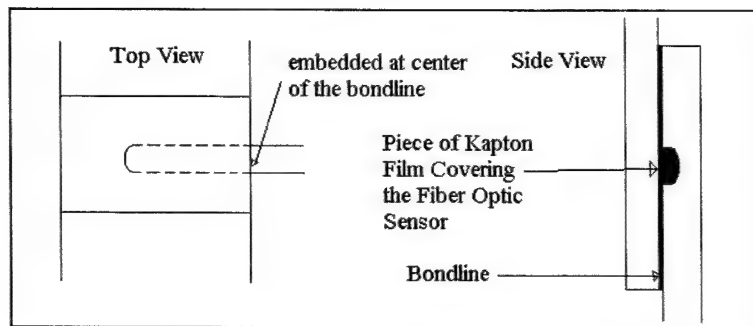 Top View
embedded at center
of the bondline
Side View
Piece of Kapton
Film Covering
the Fiber Optic
Sensor
Bondline